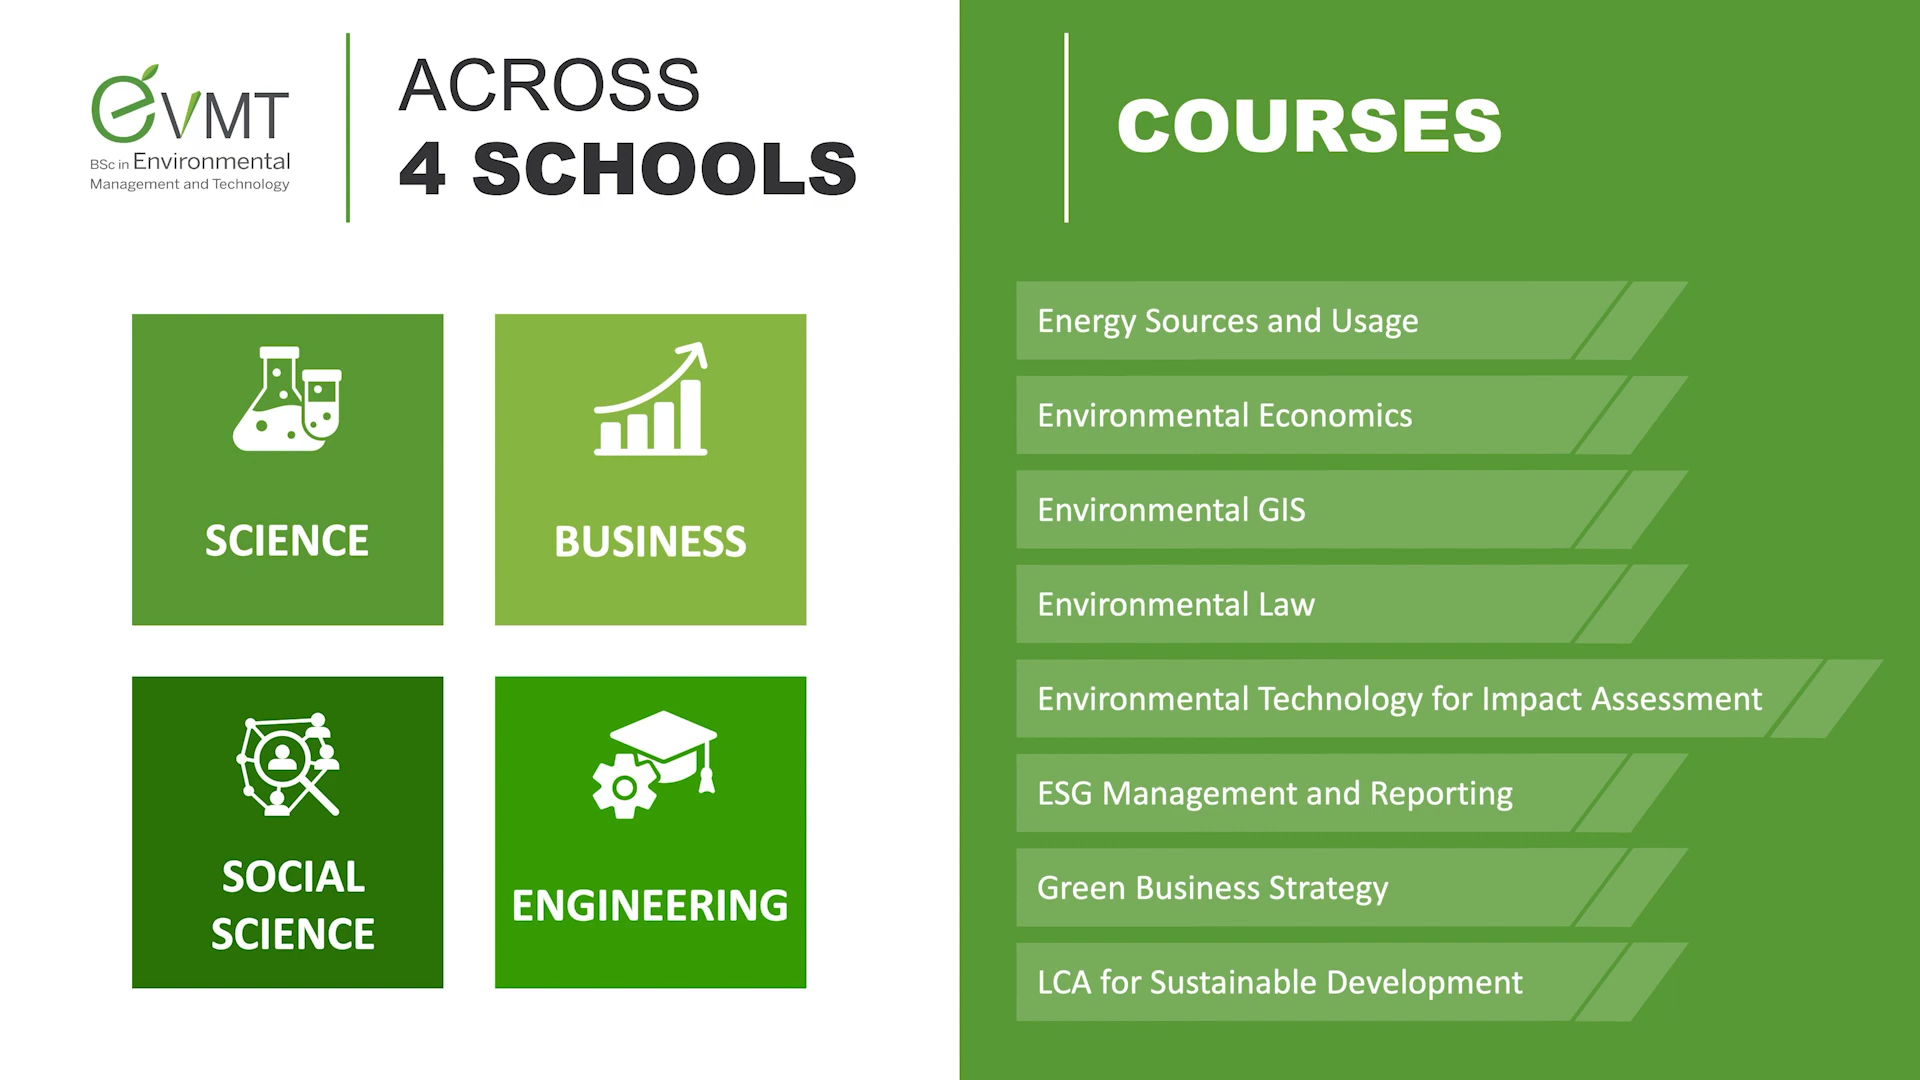 eVMT
BSc in Environmental
Management and Technology
ACROSS
4 SCHOOLS
SCIENCE
BUSINESS
SOCIAL
SCIENCE
ENGINEERING
COURSES
Energy Sources and Usage
Environmental Economics
Environmental GIS
Environmental Law
Environmental Technology for Impact Assessment
ESG Management and Reporting
Green Business Strategy
LCA for Sustainable Development